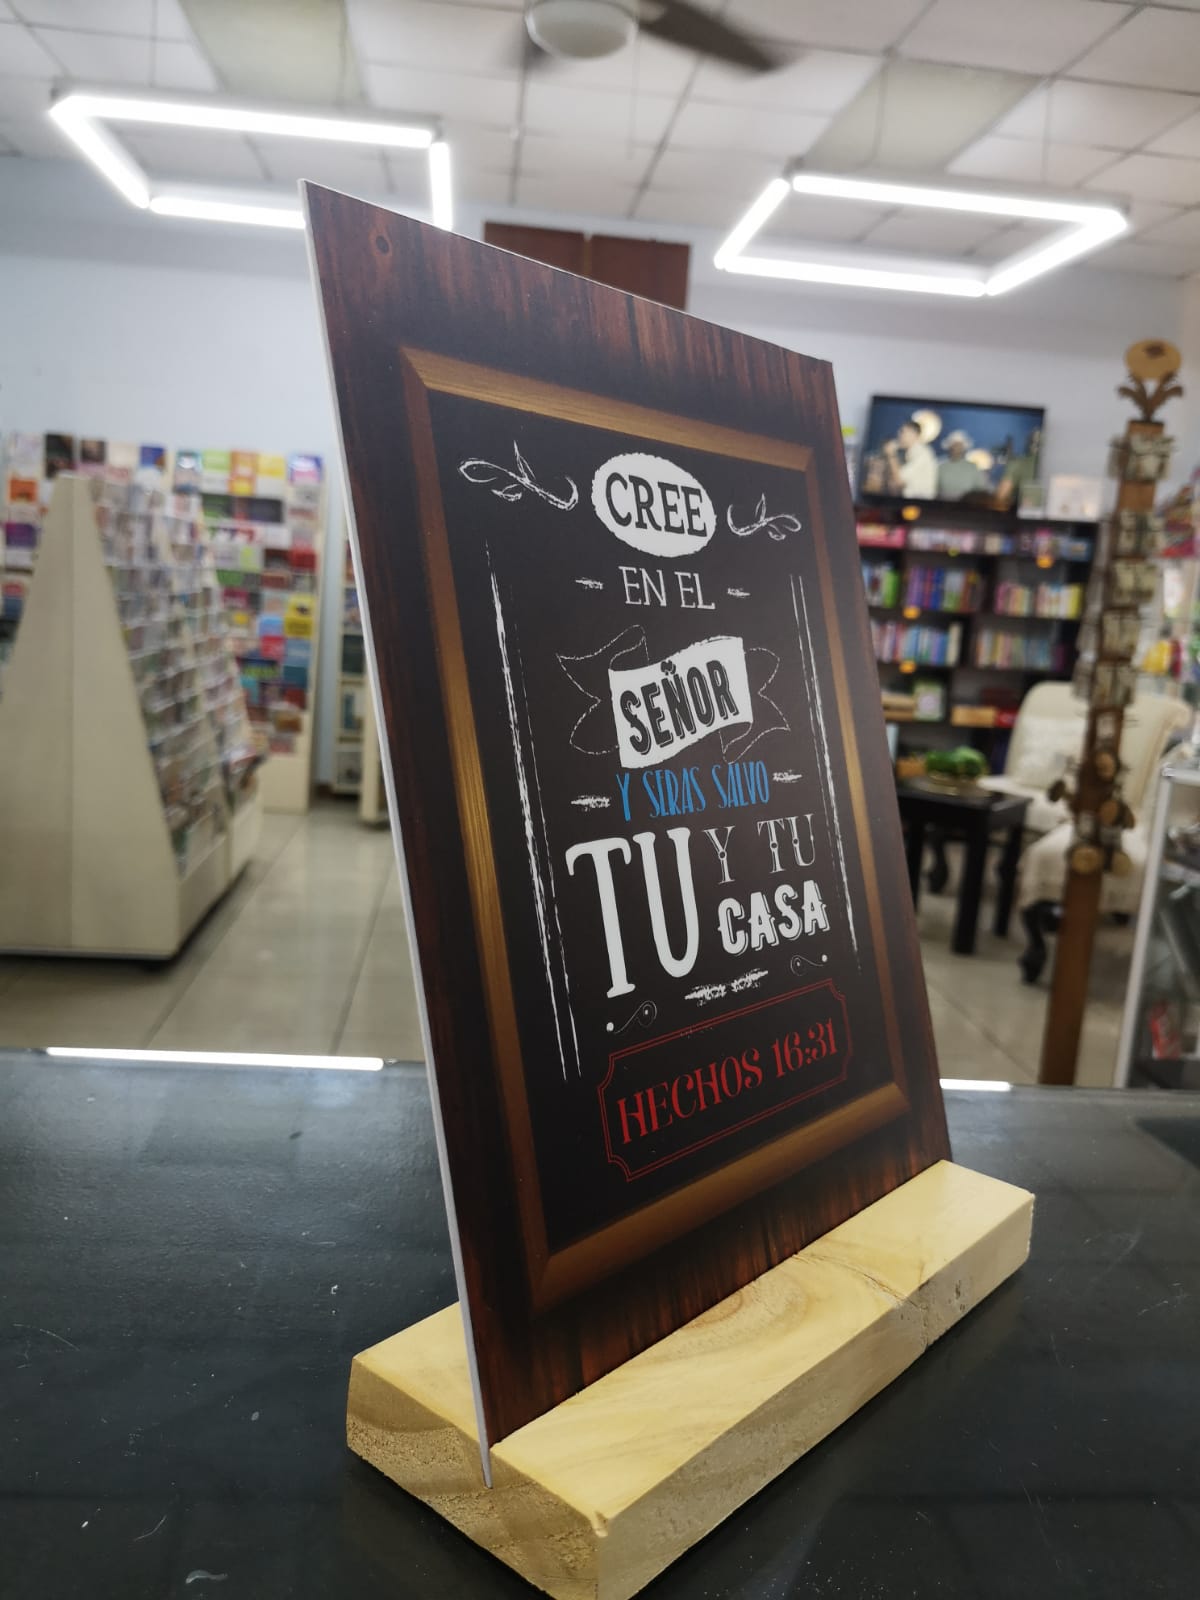 CREE
EN EL
SEÑOR
Y SERAS SALVO
TU Y TU
CASA
HECHOS 16:31